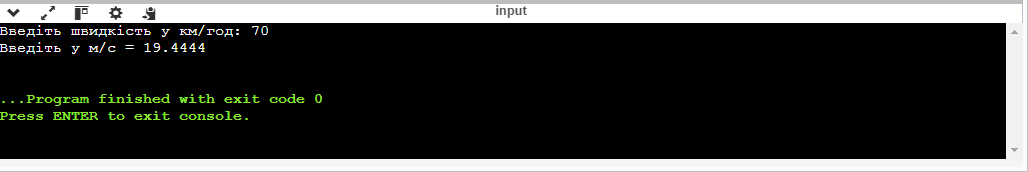 input
Введіть швидкість у км/год: 70
Введіть у м/с = 19.4444
...Program finished with exit code 0
Press ENTER to exit console.